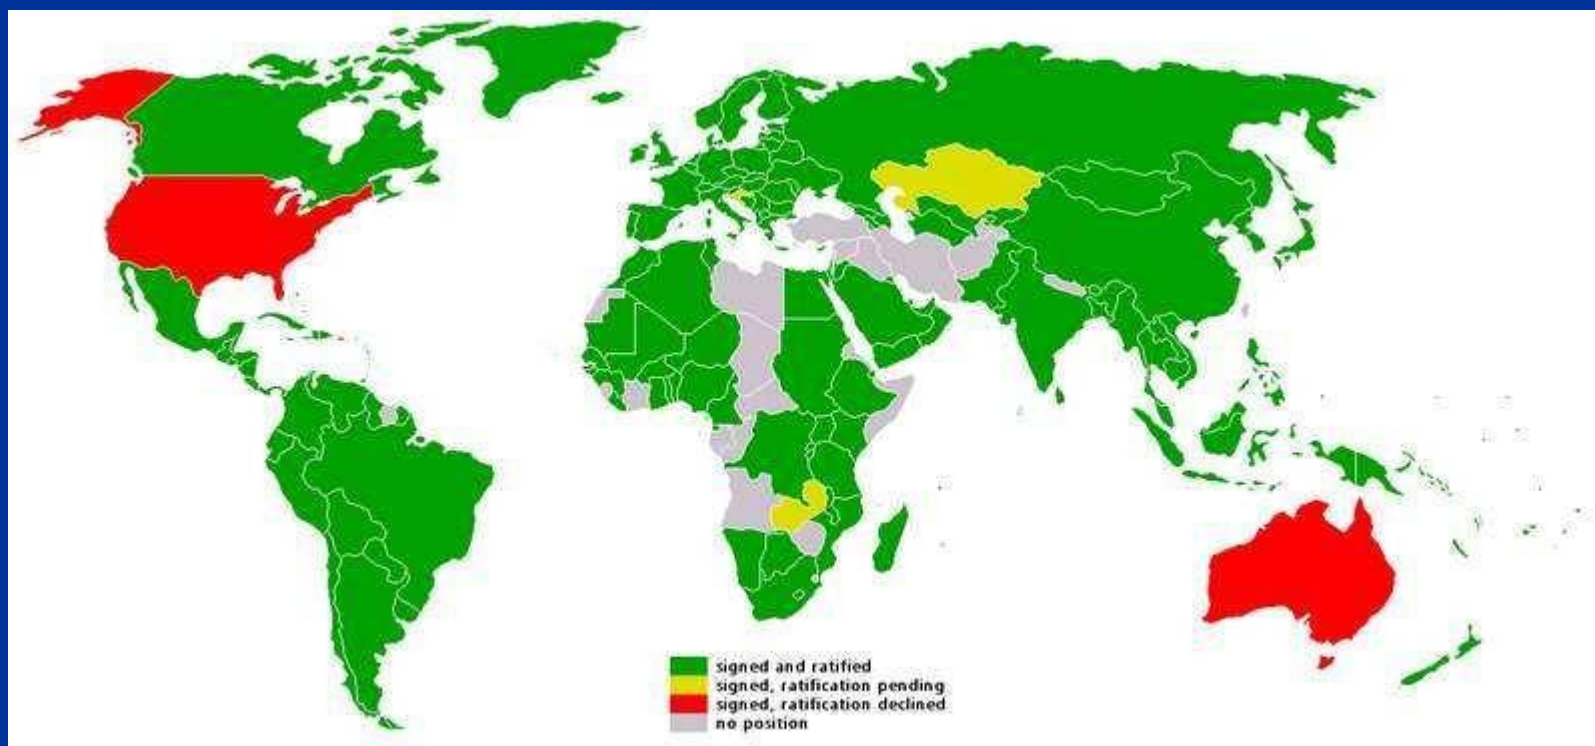 signed and ratified
signed, ratification pending
signed, ratification declined
no position